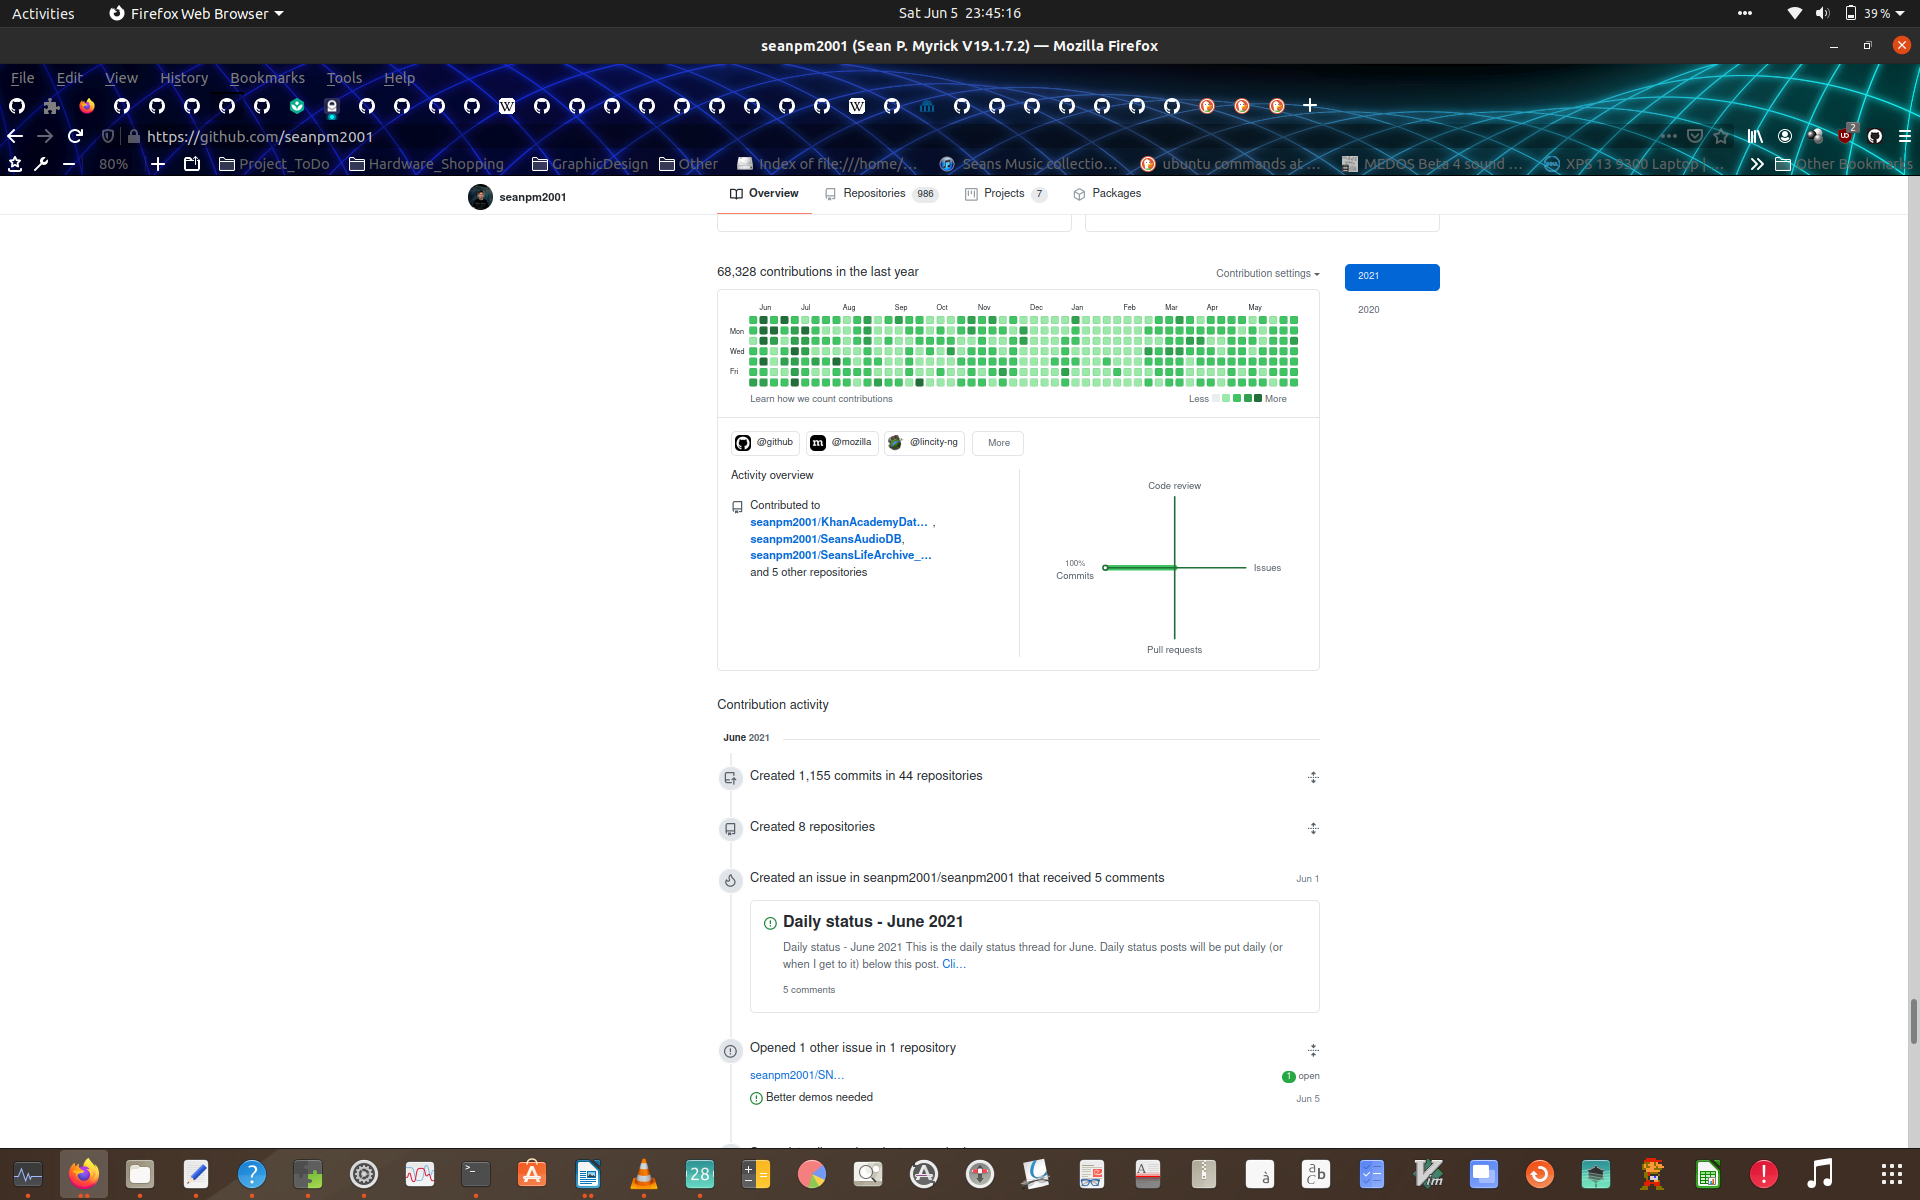 Activities
Firefox Web Browser
Sat Jun 5 23:45:16
39 %
seanpm2001 (Sean P. Myrick V19.1.7.2) — Mozilla Firefox
File Edit View History Bookmarks Tools Help
https://github.com/seanpm2001
2
80%
Project_ToDo
Hardware_Shopping
GraphicDesign
Other
Index of file:///home/…
Seans Music collectio…
ubuntu commands at …
MEDOS Beta 4 sound …
XPS 13 9300 Laptop | …
Other Bookmarks
seanpm2001
Overview
Repositories 986
Projects 7
Packages
68,328 contributions in the last year
Contribution settings
2021
2020
Jun Jul Aug Sep Oct Nov Dec Jan Feb Mar Apr May
Mon
Wed
Fri
Learn how we count contributions
Less More
@github
@mozilla
@lincity-ng
More
Activity overview
Contributed to
seanpm2001/KhanAcademyDat… ,
seanpm2001/SeansAudioDB,
seanpm2001/SeansLifeArchive_…
and 5 other repositories
Code review
100%
Commits
Issues
Pull requests
Contribution activity
June 2021
Created 1,155 commits in 44 repositories
Created 8 repositories
Created an issue in seanpm2001/seanpm2001 that received 5 comments
Jun 1
Daily status - June 2021
Daily status - June 2021 This is the daily status thread for June. Daily status posts will be put daily (or
when I get to it) below this post. Cli…
5 comments
Opened 1 other issue in 1 repository
seanpm2001/SN…
1 open
Better demos needed
Jun 5
28